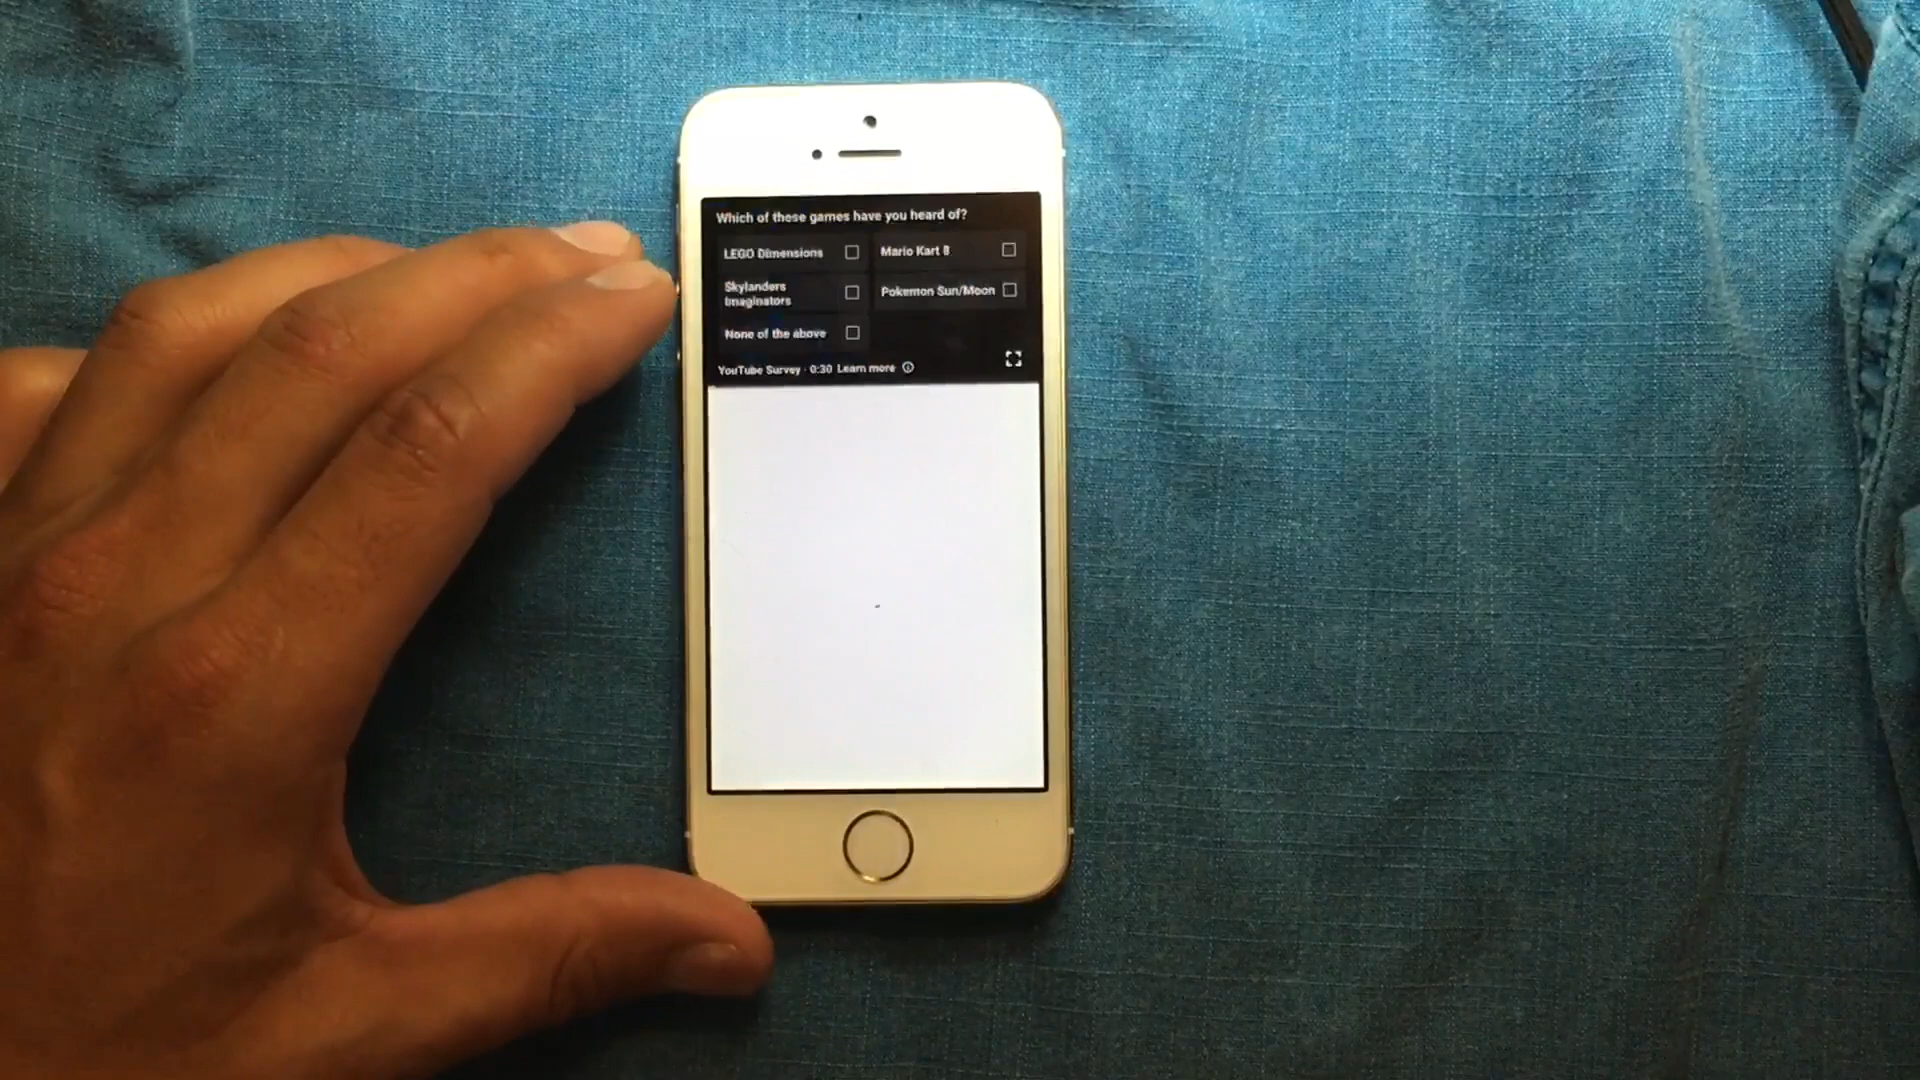 Which of these games have you heard of?
LEGO Dimensions
Mario Kart 8
Skylanders
Imaginators
Pokemon Sun/Moon
None of the above
YouTube Survey · 0:30 Learn more